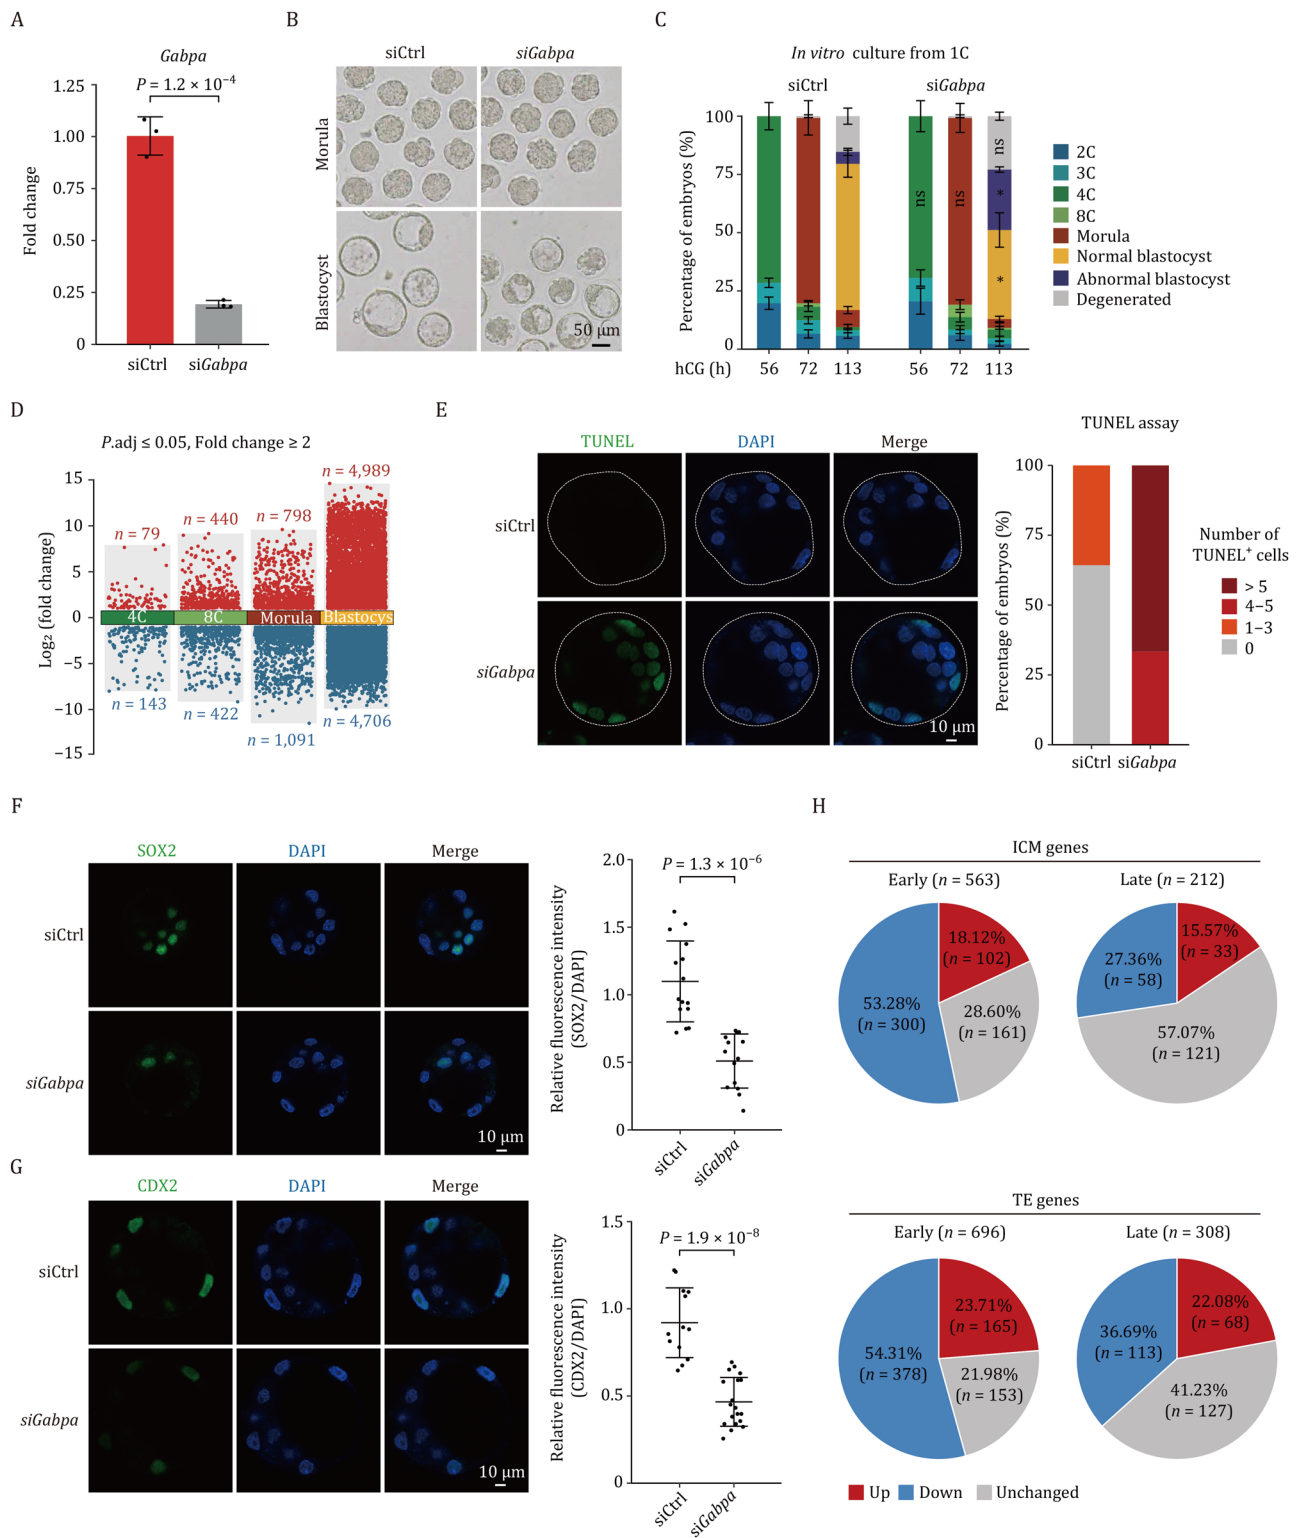 A
Gabpa
P = 1.2 × 10⁻⁴
Fold change
1.25
1.00
0.75
0.50
0.25
0
siCtrl
siGabpa
B
siCtrl
siGabpa
Morula
Blastocyst
50 μm
C
In vitro culture from 1C
siCtrl
siGabpa
Percentage of embryos (%)
100
75
50
25
0
ns
ns
ns
*
*
hCG (h)
56
72
113
56
72
113
2C
3C
4C
8C
Morula
Normal blastocyst
Abnormal blastocyst
Degenerated
D
P.adj ≤ 0.05, Fold change ≥ 2
Log₂ (fold change)
15
10
5
0
−5
−10
−15
n = 79
n = 440
n = 798
n = 4,989
4C
8C
Morula
Blastocys
n = 143
n = 422
n = 1,091
n = 4,706
E
TUNEL
DAPI
Merge
siCtrl
siGabpa
10 μm
TUNEL assay
Percentage of embryos (%)
100
75
50
25
0
siCtrl
siGabpa
Number of
TUNEL⁺ cells
> 5
4–5
1–3
0
F
SOX2
DAPI
Merge
siCtrl
siGabpa
10 μm
Relative fluorescence intensity
(SOX2/DAPI)
2.0
1.5
1.0
0.5
0
P = 1.3 × 10⁻⁶
siCtrl
siGabpa
G
CDX2
DAPI
Merge
siCtrl
siGabpa
10 μm
Relative fluorescence intensity
(CDX2/DAPI)
1.5
1.0
0.5
0
P = 1.9 × 10⁻⁸
siCtrl
siGabpa
H
ICM genes
Early (n = 563)
18.12%
(n = 102)
53.28%
(n = 300)
28.60%
(n = 161)
Late (n = 212)
15.57%
(n = 33)
27.36%
(n = 58)
57.07%
(n = 121)
TE genes
Early (n = 696)
23.71%
(n = 165)
54.31%
(n = 378)
21.98%
(n = 153)
Late (n = 308)
22.08%
(n = 68)
36.69%
(n = 113)
41.23%
(n = 127)
Up
Down
Unchanged